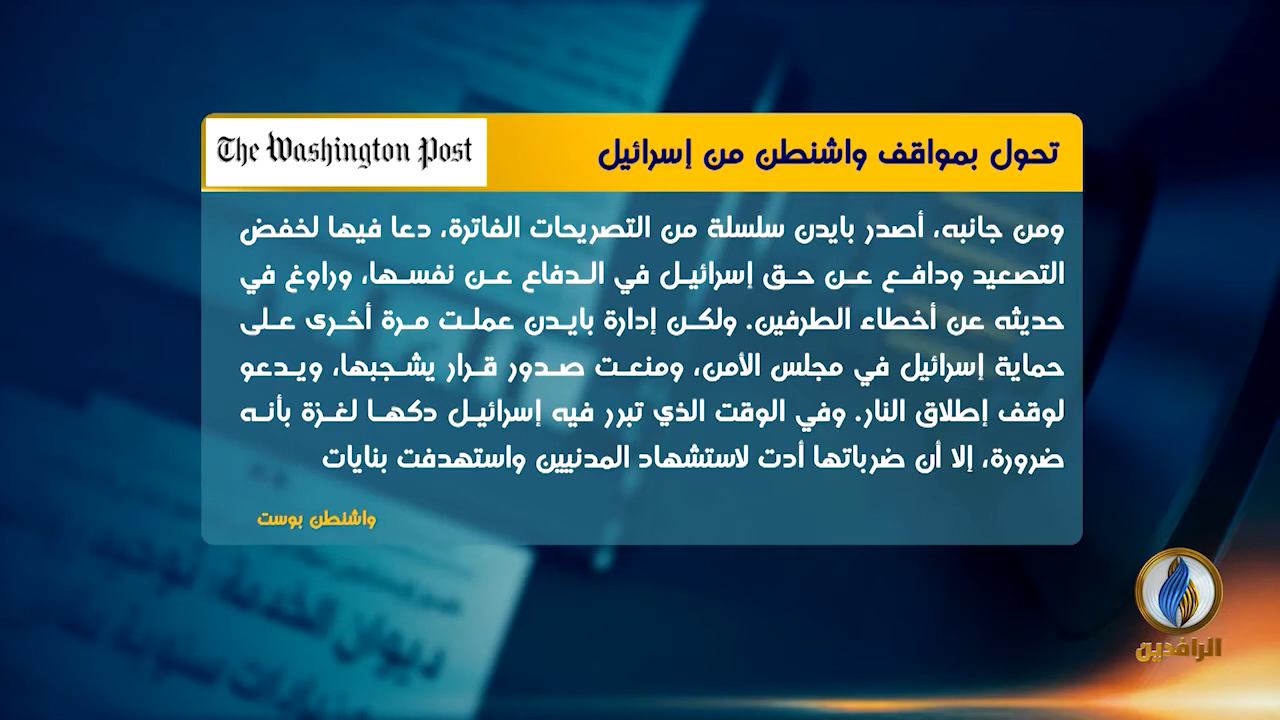 The Washington Post
تحول بمواقف واشنطن من إسرائيل
ومن جانبه، أصدر بايدن سلسلة من التصريحات الفاترة، دعا فيها لخفض
التصعيد ودافع عن حق إسرائيل في الدفاع عن نفسها، وراوغ في
حديثه عن أخطاء الطرفين. ولكن إدارة بايدن عملت مرة أخرى على
حماية إسرائيل في مجلس الأمن، ومنعت صدور قرار يشجبها، ويدعو
لوقف إطلاق النار. وفي الوقت الذي تبرر فيه إسرائيل دكها لغزة بأنه
ضرورة، إلا أن ضرباتها أدت لاستشهاد المدنيين واستهدفت بنايات
واشنطن بوست
الرافدين
ديوان الخدمة: